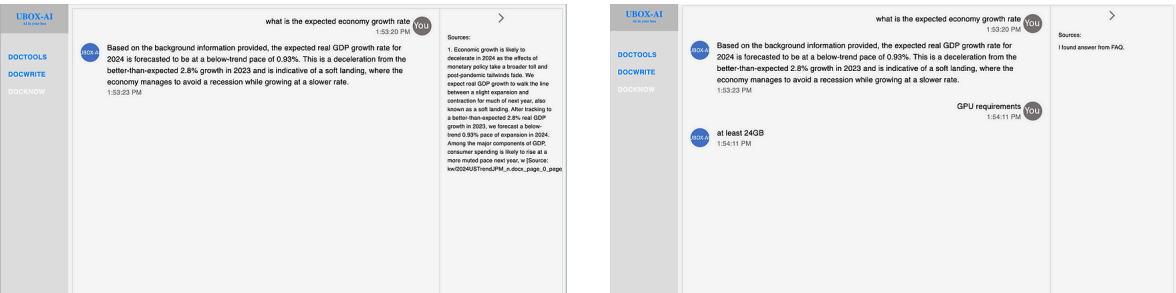 UBOX-AI
AI in your box
DOCTOOLS
DOCWRITE
DOCKNOW
what is the expected economy growth rate
You
1:53:20 PM
UBOX-A
Based on the background information provided, the expected real GDP growth rate for
2024 is forecasted to be at a below-trend pace of 0.93%. This is a deceleration from the
better-than-expected 2.8% growth in 2023 and is indicative of a soft landing, where the
economy manages to avoid a recession while growing at a slower rate.
1:53:23 PM
Sources:
1. Economic growth is likely to
decelerate in 2024 as the effects of
monetary policy take a broader toll and
post-pandemic tailwinds fade. We
expect real GDP growth to walk the line
between a slight expansion and
contraction for much of next year, also
known as a soft landing. After tracking to
a better-than-expected 2.8% real GDP
growth in 2023, we forecast a below-
trend 0.93% pace of expansion in 2024.
Among the major components of GDP,
consumer spending is likely to rise at a
more muted pace next year, w [Source:
kw/2024USTrendJPM_n.docx_page_0_page
UBOX-AI
AI in your box
DOCTOOLS
DOCWRITE
DOCKNOW
what is the expected economy growth rate
You
1:53:20 PM
UBOX-A
Based on the background information provided, the expected real GDP growth rate for
2024 is forecasted to be at a below-trend pace of 0.93%. This is a deceleration from the
better-than-expected 2.8% growth in 2023 and is indicative of a soft landing, where the
economy manages to avoid a recession while growing at a slower rate.
1:53:23 PM
GPU requirements
You
1:54:11 PM
UBOX-A
at least 24GB
1:54:11 PM
Sources:
I found answer from FAQ.